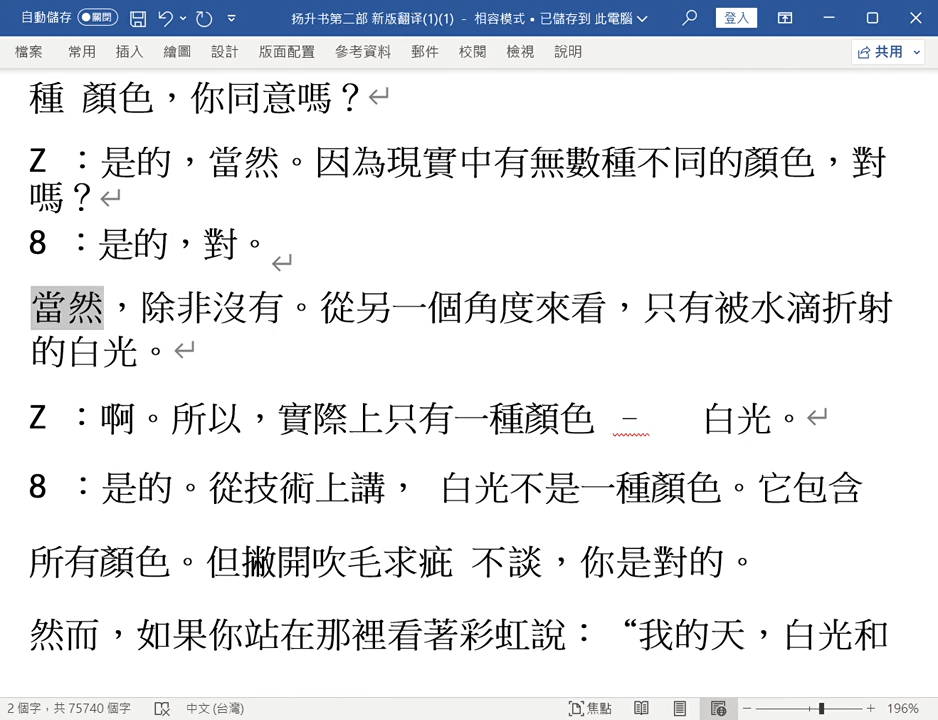 自動儲存 關閉 扬升书第二部 新版翻译(1)(1) - 相容模式 • 已儲存到 此電腦 登入
檔案 常用 插入 繪圖 設計 版面配置 參考資料 郵件 校閱 檢視 說明 共用
種 顏色，你同意嗎？
Z ：是的，當然。因為現實中有無數種不同的顏色，對
嗎？
8 ：是的，對。
當然，除非沒有。從另一個角度來看，只有被水滴折射
的白光。
Z ：啊。所以，實際上只有一種顏色 – 白光。
8 ：是的。從技術上講， 白光不是一種顏色。它包含
所有顏色。但撇開吹毛求疵 不談，你是對的。
然而，如果你站在那裡看著彩虹說：“我的天，白光和
2 個字，共 75740 個字 中文 (台灣) 焦點 196%